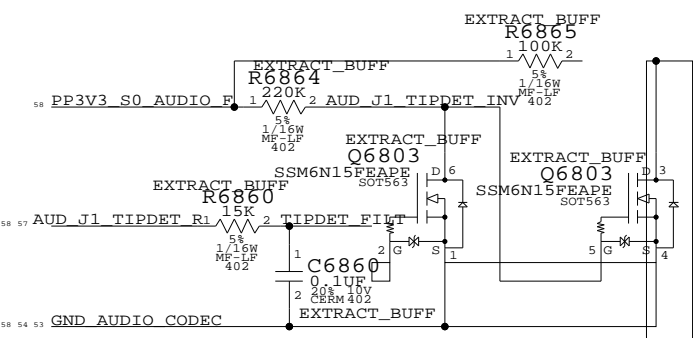 EXTRACT_BUFF
R6865
1 100K 2
5%
1/16W
MF-LF
402
EXTRACT_BUFF
R6864
58 PP3V3_S0_AUDIO_F 1 220K 2 AUD_J1_TIPDET_INV
5%
1/16W
MF-LF
402
EXTRACT_BUFF
Q6803
SSM6N15FEAPE
SOT563
D 6
2 G S 1
EXTRACT_BUFF
Q6803
SSM6N15FEAPE
SOT563
D 3
5 G S 4
EXTRACT_BUFF
R6860
58 57 AUD_J1_TIPDET_R 1 15K 2 TIPDET_FILT
5%
1/16W
MF-LF
402
1
C6860
0.1UF
2 20% 10V
CERM 402
EXTRACT_BUFF
58 54 53 GND_AUDIO_CODEC